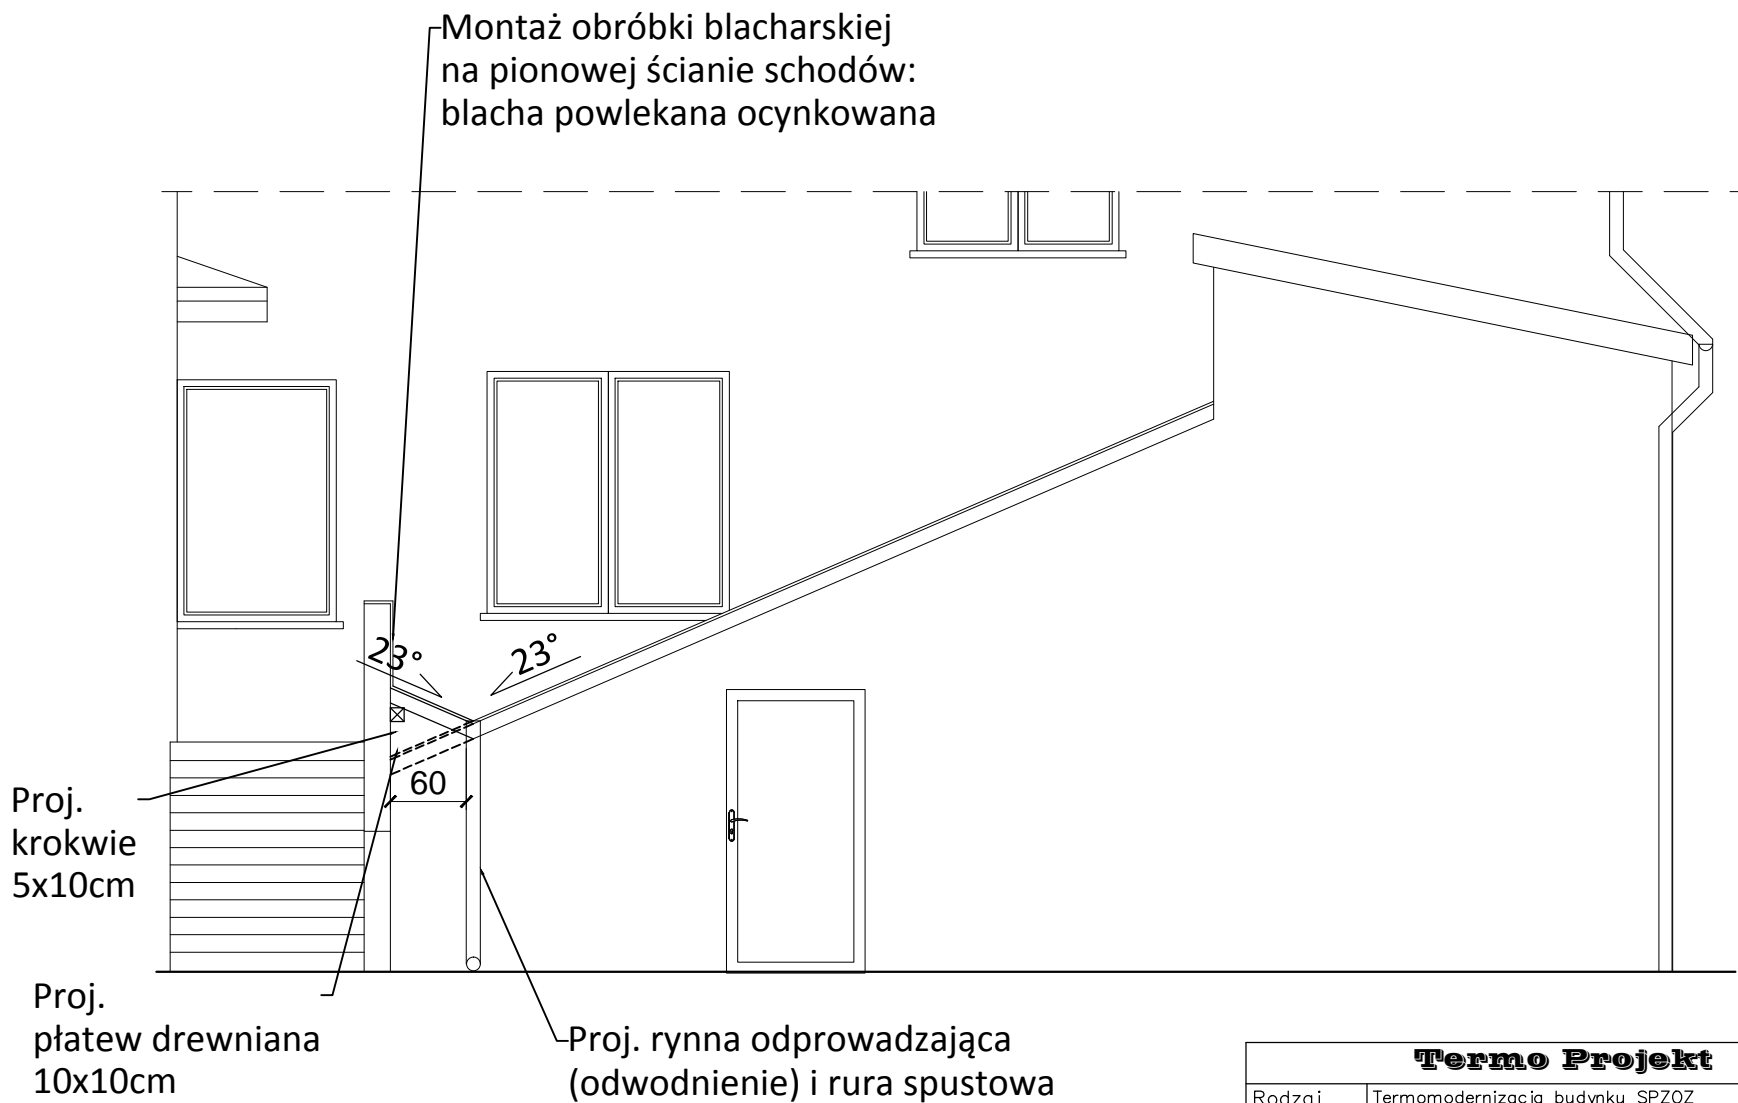 Montaż obróbki blacharskiej
na pionowej ścianie schodów:
blacha powlekana ocynkowana
23°
23°
60
Proj.
krokwie
5x10cm
Proj.
płatew drewniana
10x10cm
Proj. rynna odprowadzająca
(odwodnienie) i rura spustowa
Termo Projekt
Rodzaj
Termomodernizacja budynku SPZOZ